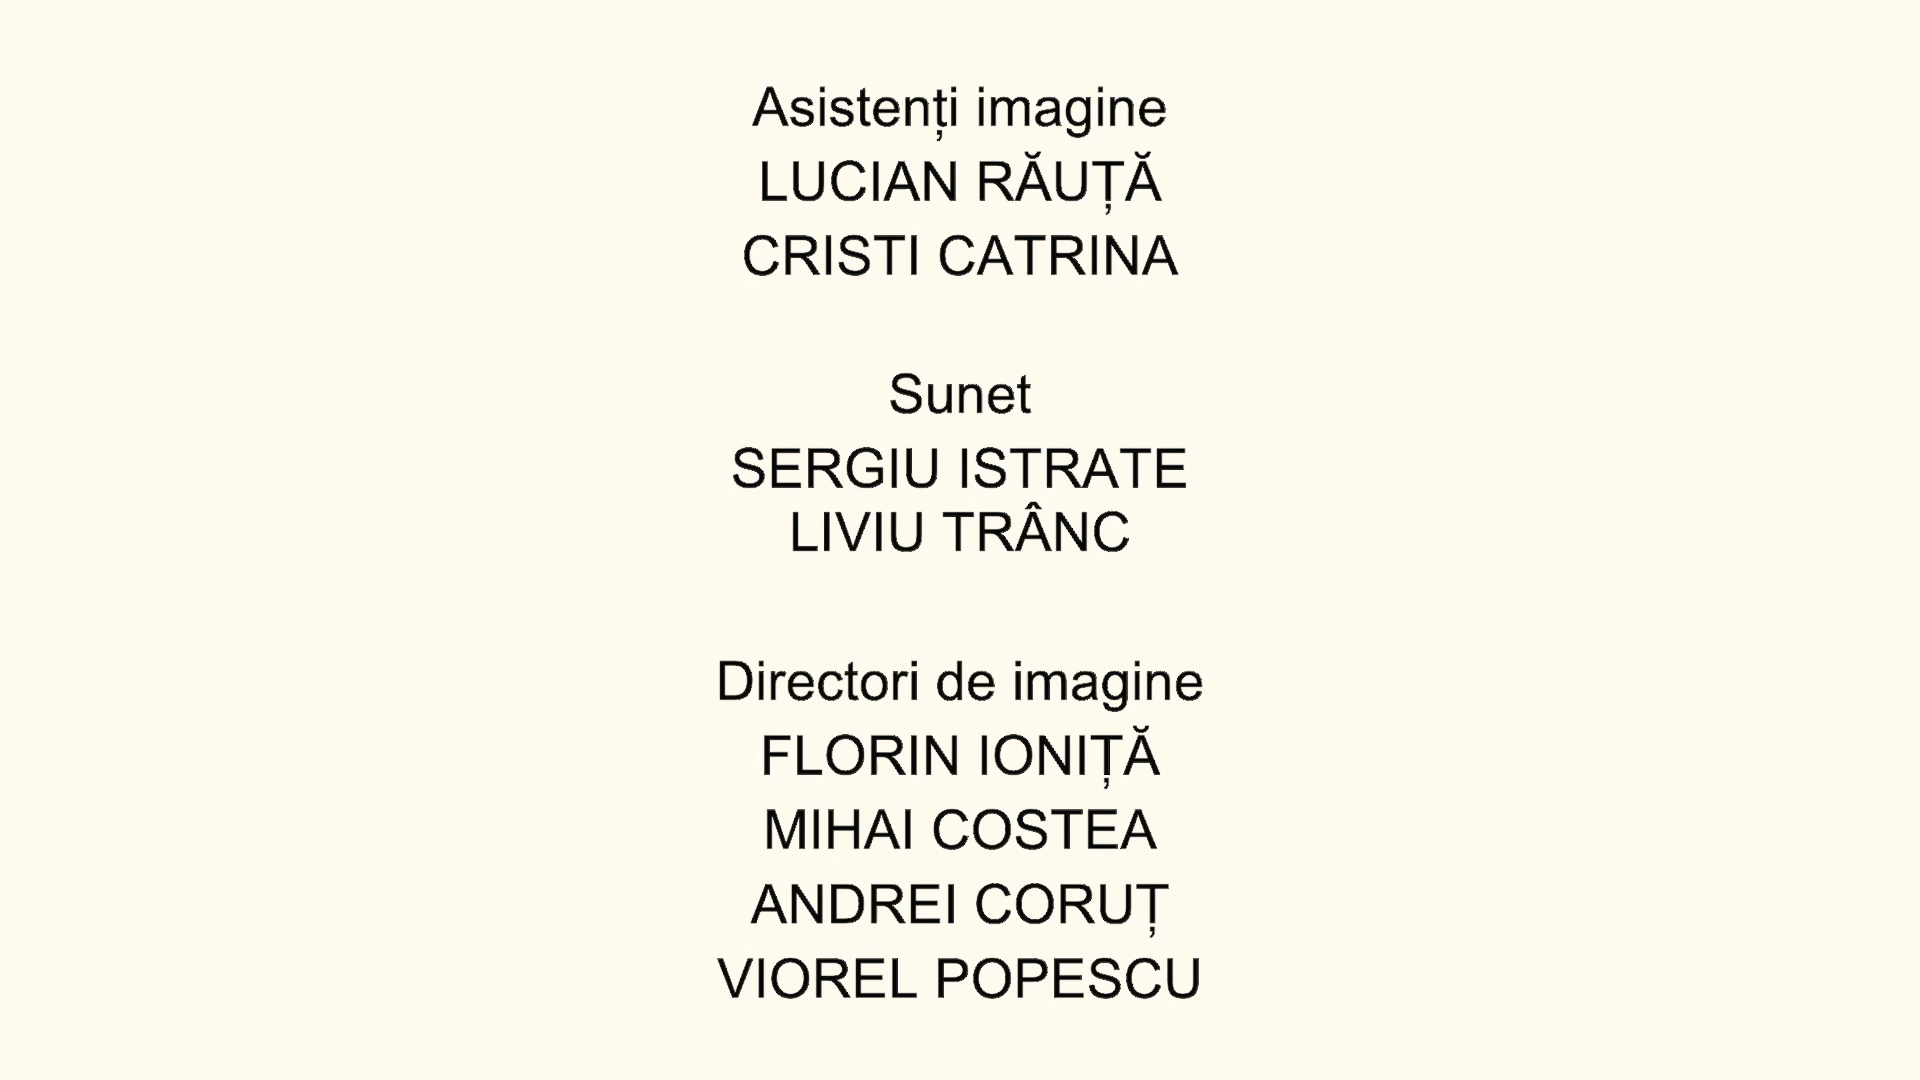 Asistenți imagine
LUCIAN RĂUȚĂ
CRISTI CATRINA
Sunet
SERGIU ISTRATE
LIVIU TRÂNC
Directori de imagine
FLORIN IONIȚĂ
MIHAI COSTEA
ANDREI CORUȚ
VIOREL POPESCU